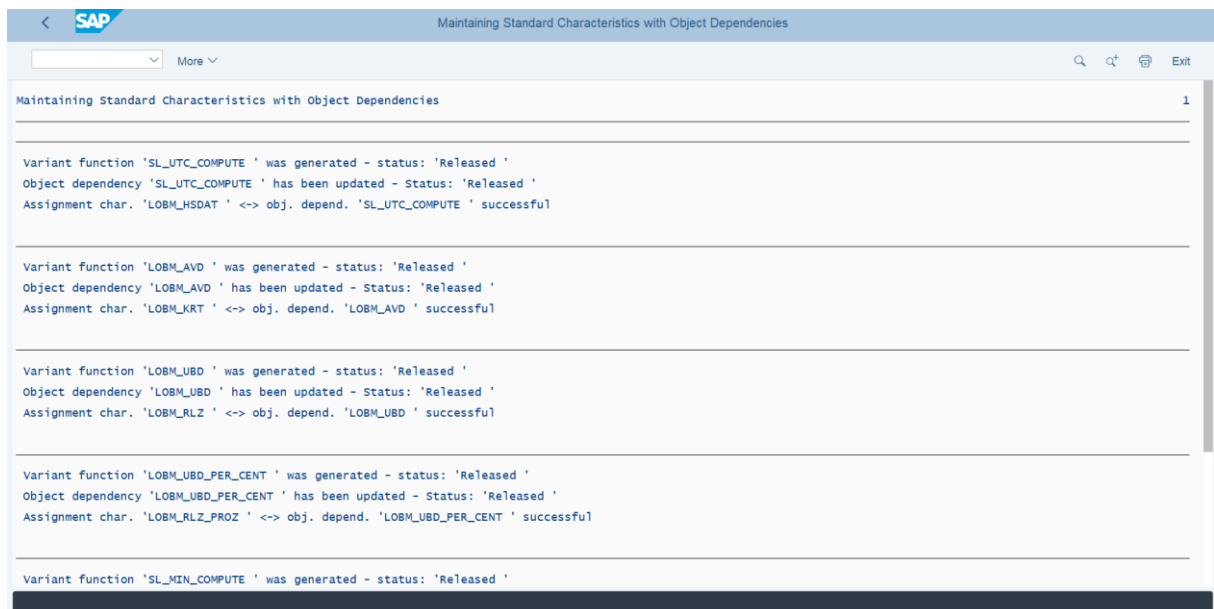 SAP
Maintaining Standard Characteristics with Object Dependencies
More
Exit
Maintaining Standard Characteristics with Object Dependencies 1
Variant function 'SL_UTC_COMPUTE ' was generated - status: 'Released '
Object dependency 'SL_UTC_COMPUTE ' has been updated - Status: 'Released '
Assignment char. 'LOBM_HSDAT ' <-> obj. depend. 'SL_UTC_COMPUTE ' successful
Variant function 'LOBM_AVD ' was generated - status: 'Released '
Object dependency 'LOBM_AVD ' has been updated - Status: 'Released '
Assignment char. 'LOBM_KRT ' <-> obj. depend. 'LOBM_AVD ' successful
Variant function 'LOBM_UBD ' was generated - status: 'Released '
Object dependency 'LOBM_UBD ' has been updated - Status: 'Released '
Assignment char. 'LOBM_RLZ ' <-> obj. depend. 'LOBM_UBD ' successful
Variant function 'LOBM_UBD_PER_CENT ' was generated - status: 'Released '
Object dependency 'LOBM_UBD_PER_CENT ' has been updated - Status: 'Released '
Assignment char. 'LOBM_RLZ_PROZ ' <-> obj. depend. 'LOBM_UBD_PER_CENT ' successful
Variant function 'SL_MIN_COMPUTE ' was generated - status: 'Released '